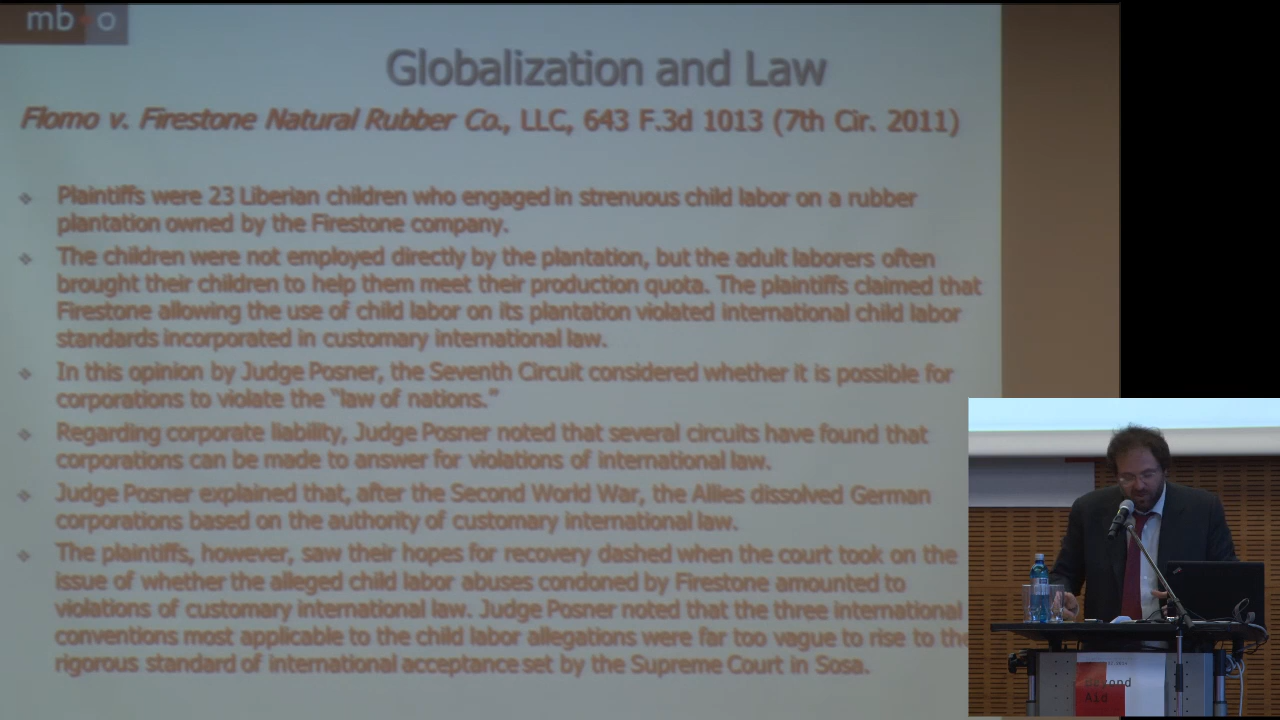 mb o
Globalization and Law
Flomo v. Firestone Natural Rubber Co., LLC, 643 F.3d 1013 (7th Cir. 2011)
Plaintiffs were 23 Liberian children who engaged in strenuous child labor on a rubber
plantation owned by the Firestone company.
The children were not employed directly by the plantation, but the adult laborers often
brought their children to help them meet their production quota. The plaintiffs claimed that
Firestone allowing the use of child labor on its plantation violated international child labor
standards incorporated in customary international law.
In this opinion by Judge Posner, the Seventh Circuit considered whether it is possible for
corporations to violate the "law of nations."
Regarding corporate liability, Judge Posner noted that several circuits have found that
corporations can be made to answer for violations of international law.
Judge Posner explained that, after the Second World War, the Allies dissolved German
corporations based on the authority of customary international law.
The plaintiffs, however, saw their hopes for recovery dashed when the court took on the
issue of whether the alleged child labor abuses condoned by Firestone amounted to
violations of customary international law. Judge Posner noted that the three international
conventions most applicable to the child labor allegations were far too vague to rise to the
rigorous standard of international acceptance set by the Supreme Court in Sosa.
Beyond
Aid